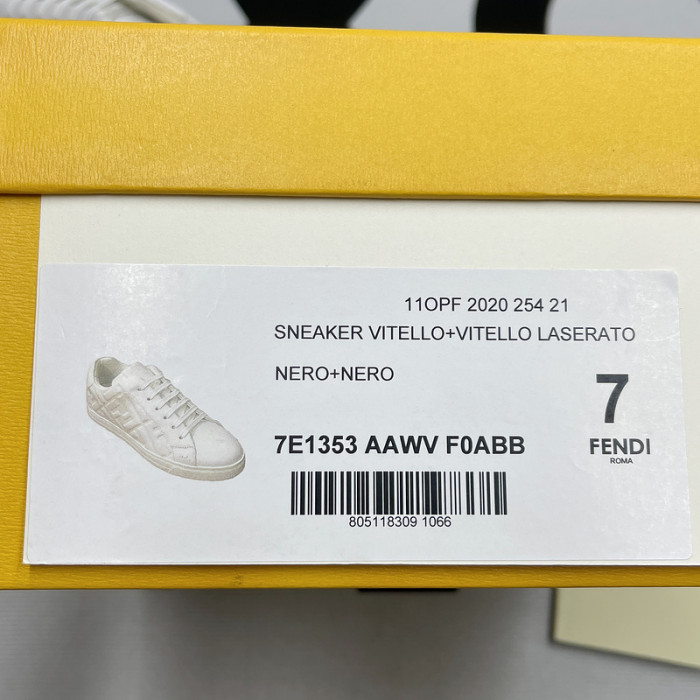 11OPF 2020 254 21
SNEAKER VITELLO+VITELLO LASERATO
NERO+NERO
7
7E1353 AAWV F0ABB
FENDI
ROMA
805118309 1066